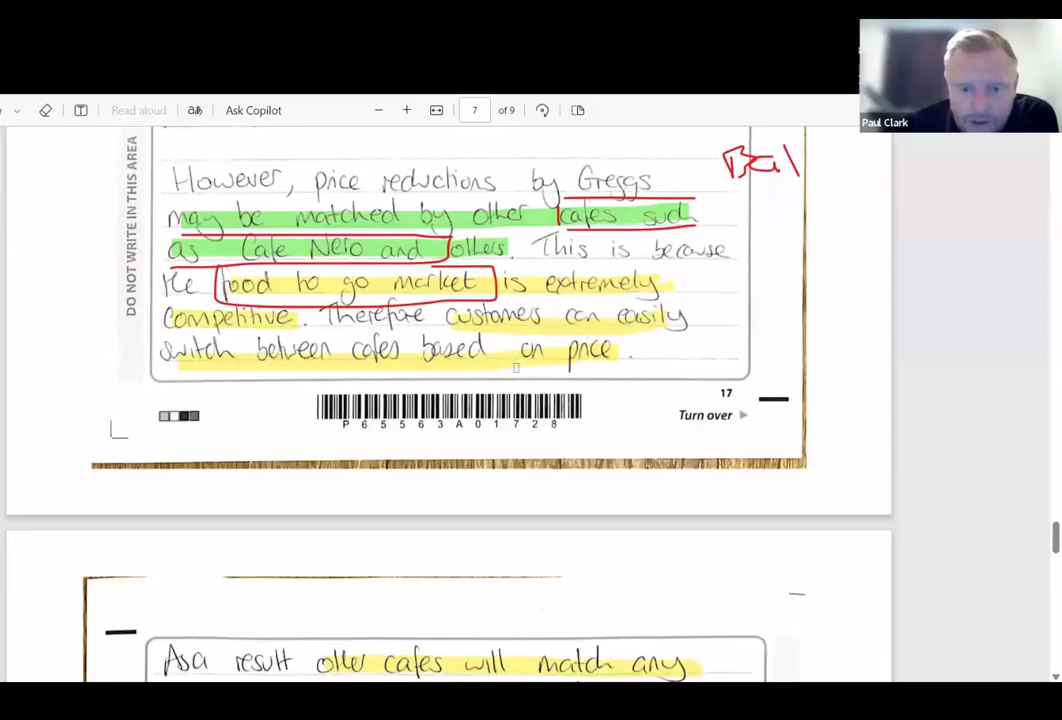 Read aloud
Ask Copilot
7
of 9
Paul Clark
DO NOT WRITE IN THIS AREA
However, price reductions by Greggs
Bal
may be matched by other cafes such
as Cafe Nero and others. This is because
the food to go market is extremely
competitive. Therefore customers can easily
switch between cafes based on price.
17
Turn over
P65563A01728
As a result other cafes will match any